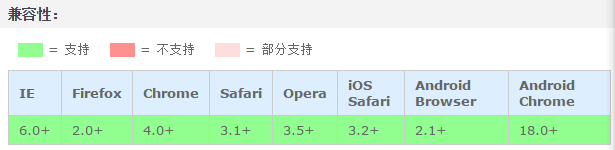 兼容性：
= 支持 = 不支持 = 部分支持
IE Firefox Chrome Safari Opera iOS Safari Android Browser Android Chrome
6.0+ 2.0+ 4.0+ 3.1+ 3.5+ 3.2+ 2.1+ 18.0+